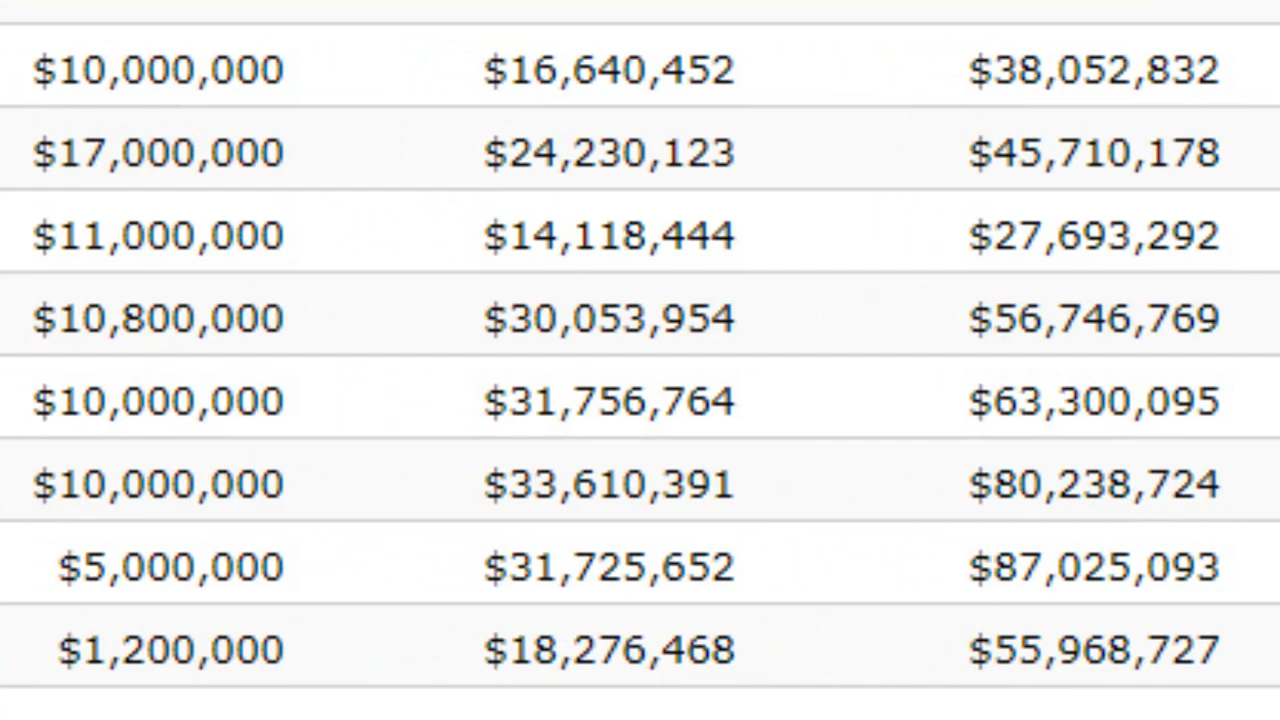 $10,000,000 $16,640,452 $38,052,832
$17,000,000 $24,230,123 $45,710,178
$11,000,000 $14,118,444 $27,693,292
$10,800,000 $30,053,954 $56,746,769
$10,000,000 $31,756,764 $63,300,095
$10,000,000 $33,610,391 $80,238,724
$5,000,000 $31,725,652 $87,025,093
$1,200,000 $18,276,468 $55,968,727